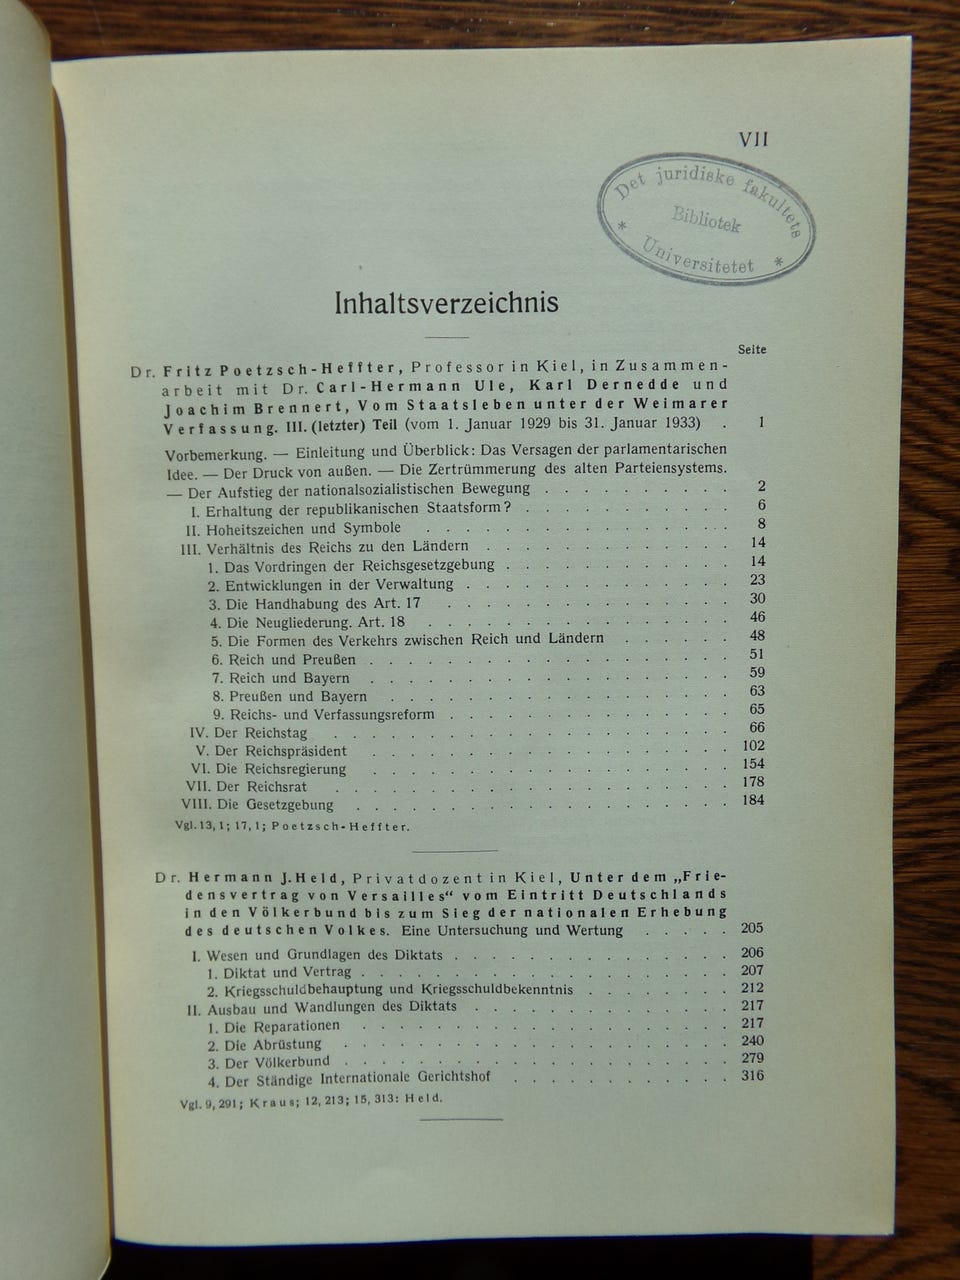 VII
Det juridiske fakultets
Bibliotek
* Universitetet *
Inhaltsverzeichnis
Seite
Dr. Fritz Poetzsch-Heffter, Professor in Kiel, in Zusammen-
arbeit mit Dr. Carl-Hermann Ule, Karl Dernedde und
Joachim Brennert, Vom Staatsleben unter der Weimarer
Verfassung. III. (letzter) Teil (vom 1. Januar 1929 bis 31. Januar 1933) . 1
Vorbemerkung. — Einleitung und Überblick: Das Versagen der parlamentarischen
Idee. — Der Druck von außen. — Die Zertrümmerung des alten Parteiensystems.
— Der Aufstieg der nationalsozialistischen Bewegung . . . . . . . . . . 2
I. Erhaltung der republikanischen Staatsform? . . . . . . . . . . . 6
II. Hoheitszeichen und Symbole . . . . . . . . . . . . . . . . 8
III. Verhältnis des Reichs zu den Ländern . . . . . . . . . . . . . 14
1. Das Vordringen der Reichsgesetzgebung . . . . . . . . . . . . 14
2. Entwicklungen in der Verwaltung . . . . . . . . . . . . . . 23
3. Die Handhabung des Art. 17 . . . . . . . . . . . . . . . 30
4. Die Neugliederung. Art. 18 . . . . . . . . . . . . . . . . 46
5. Die Formen des Verkehrs zwischen Reich und Ländern . . . . . . 48
6. Reich und Preußen . . . . . . . . . . . . . . . . . . . 51
7. Reich und Bayern . . . . . . . . . . . . . . . . . . . 59
8. Preußen und Bayern . . . . . . . . . . . . . . . . . . 63
9. Reichs- und Verfassungsreform . . . . . . . . . . . . . . . 65
IV. Der Reichstag . . . . . . . . . . . . . . . . . . . . . 66
V. Der Reichspräsident . . . . . . . . . . . . . . . . . . . 102
VI. Die Reichsregierung . . . . . . . . . . . . . . . . . . . 154
VII. Der Reichsrat . . . . . . . . . . . . . . . . . . . . . 178
VIII. Die Gesetzgebung . . . . . . . . . . . . . . . . . . . . 184
Vgl. 13, 1; 17, 1; Poetzsch-Heffter.
Dr. Hermann J. Held, Privatdozent in Kiel, Unter dem „Frie-
densvertrag von Versailles“ vom Eintritt Deutschlands
in den Völkerbund bis zum Sieg der nationalen Erhebung
des deutschen Volkes. Eine Untersuchung und Wertung . . . . . 205
I. Wesen und Grundlagen des Diktats . . . . . . . . . . . . . . . 206
1. Diktat und Vertrag . . . . . . . . . . . . . . . . . . . 207
2. Kriegsschuldbehauptung und Kriegsschuldbekenntnis . . . . . . . . 212
II. Ausbau und Wandlungen des Diktats . . . . . . . . . . . . . . 217
1. Die Reparationen . . . . . . . . . . . . . . . . . . . 217
2. Die Abrüstung . . . . . . . . . . . . . . . . . . . . 240
3. Der Völkerbund . . . . . . . . . . . . . . . . . . . . 279
4. Der Ständige Internationale Gerichtshof . . . . . . . . . . . . 316
Vgl. 9, 291; Kraus; 12, 213; 15, 313: Held.